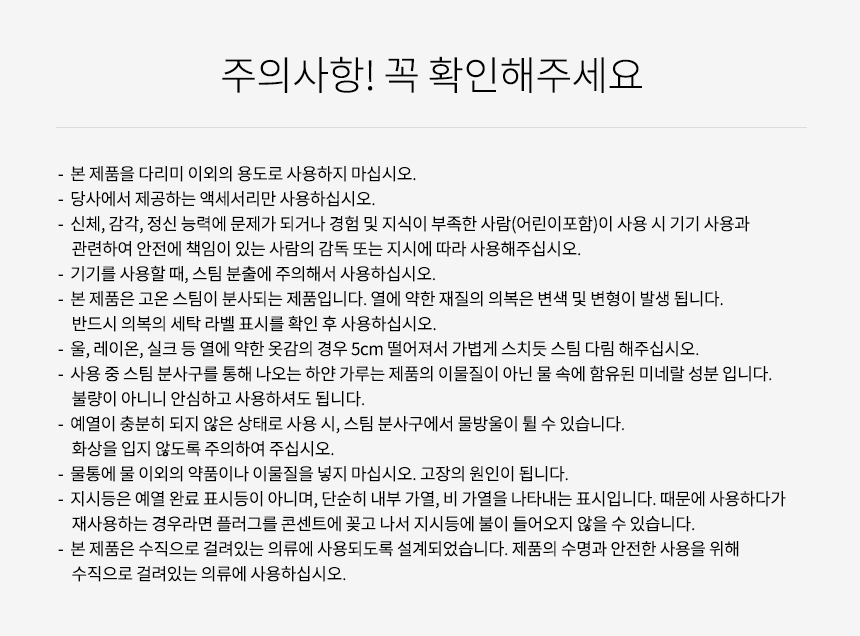 주의사항! 꼭 확인해주세요
- 본 제품을 다리미 이외의 용도로 사용하지 마십시오.
- 당사에서 제공하는 액세서리만 사용하십시오.
- 신체, 감각, 정신 능력에 문제가 되거나 경험 및 지식이 부족한 사람(어린이포함)이 사용 시 기기 사용과
관련하여 안전에 책임이 있는 사람의 감독 또는 지시에 따라 사용해주십시오.
- 기기를 사용할 때, 스팀 분출에 주의해서 사용하십시오.
- 본 제품은 고온 스팀이 분사되는 제품입니다. 열에 약한 재질의 의복은 변색 및 변형이 발생 됩니다.
반드시 의복의 세탁 라벨 표시를 확인 후 사용하십시오.
- 울, 레이온, 실크 등 열에 약한 옷감의 경우 5cm 떨어져서 가볍게 스치듯 스팀 다림 해주십시오.
- 사용 중 스팀 분사구를 통해 나오는 하얀 가루는 제품의 이물질이 아닌 물 속에 함유된 미네랄 성분 입니다.
불량이 아니니 안심하고 사용하셔도 됩니다.
- 예열이 충분히 되지 않은 상태로 사용 시, 스팀 분사구에서 물방울이 튈 수 있습니다.
화상을 입지 않도록 주의하여 주십시오.
- 물통에 물 이외의 약품이나 이물질을 넣지 마십시오. 고장의 원인이 됩니다.
- 지시등은 예열 완료 표시등이 아니며, 단순히 내부 가열, 비 가열을 나타내는 표시입니다. 때문에 사용하다가
재사용하는 경우라면 플러그를 콘센트에 꽂고 나서 지시등에 불이 들어오지 않을 수 있습니다.
- 본 제품은 수직으로 걸려있는 의류에 사용되도록 설계되었습니다. 제품의 수명과 안전한 사용을 위해
수직으로 걸려있는 의류에 사용하십시오.